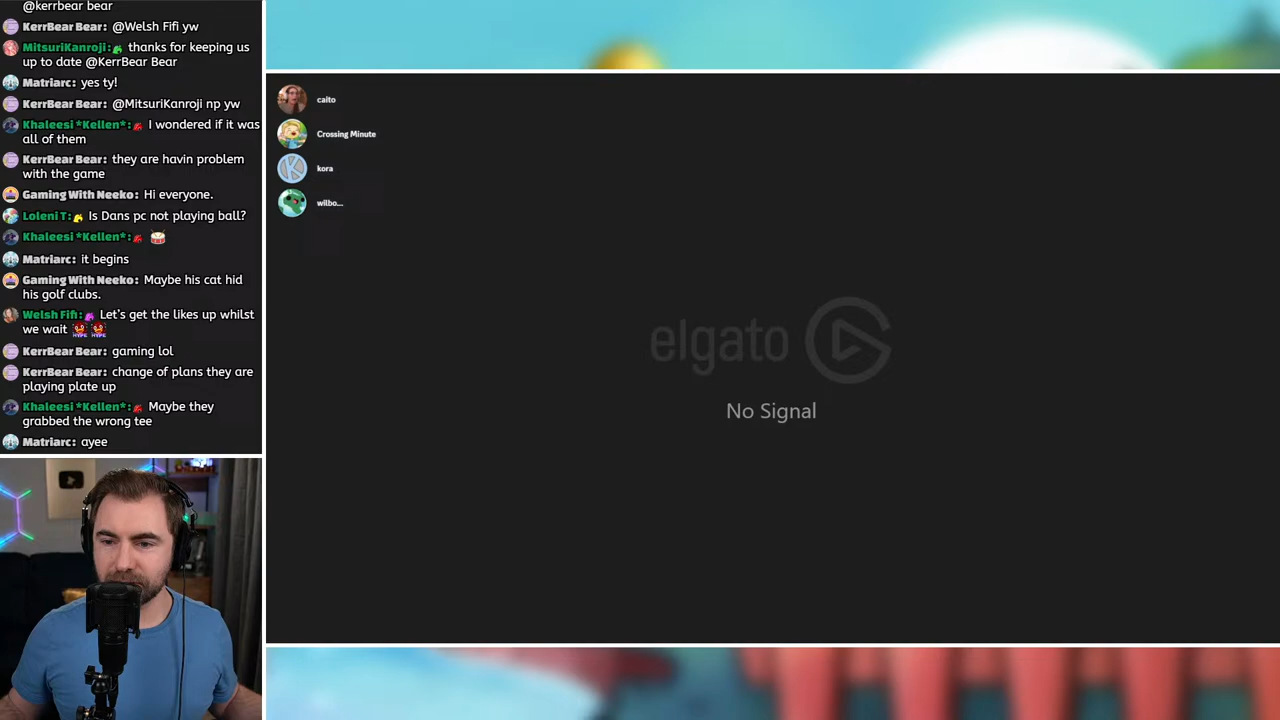 @kerrbear bear
KerrBear Bear: @Welsh Fifi yw
MitsuriKanroji: thanks for keeping us
up to date @KerrBear Bear
Matriarc: yes ty!
KerrBear Bear: @MitsuriKanroji np yw
Khaleesi *Kellen*: I wondered if it was
all of them
KerrBear Bear: they are havin problem
with the game
Gaming With Neeko: Hi everyone.
Loleni T: Is Dans pc not playing ball?
Khaleesi *Kellen*: 🥁
Matriarc: it begins
Gaming With Neeko: Maybe his cat hid
his golf clubs.
Welsh Fifi: Let's get the likes up whilst
we wait HYPE HYPE
KerrBear Bear: gaming lol
KerrBear Bear: change of plans they are
playing plate up
Khaleesi *Kellen*: Maybe they
grabbed the wrong tee
Matriarc: ayee
caito
Crossing Minute
K kora
wilbo...
elgato
No Signal